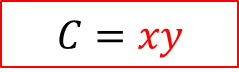 C = xy